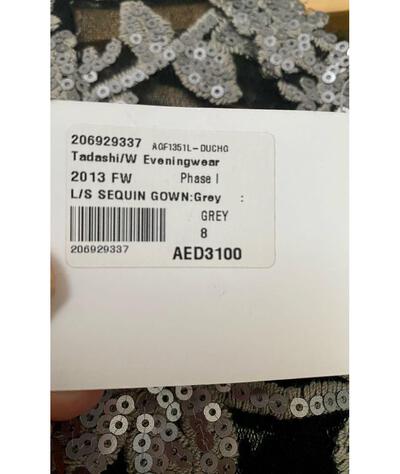 206929337 AGF1351L-DUCHG
Tadashi/W Eveningwear
2013 FW Phase I
L/S SEQUIN GOWN:Grey :
GREY
8
206929337
AED3100